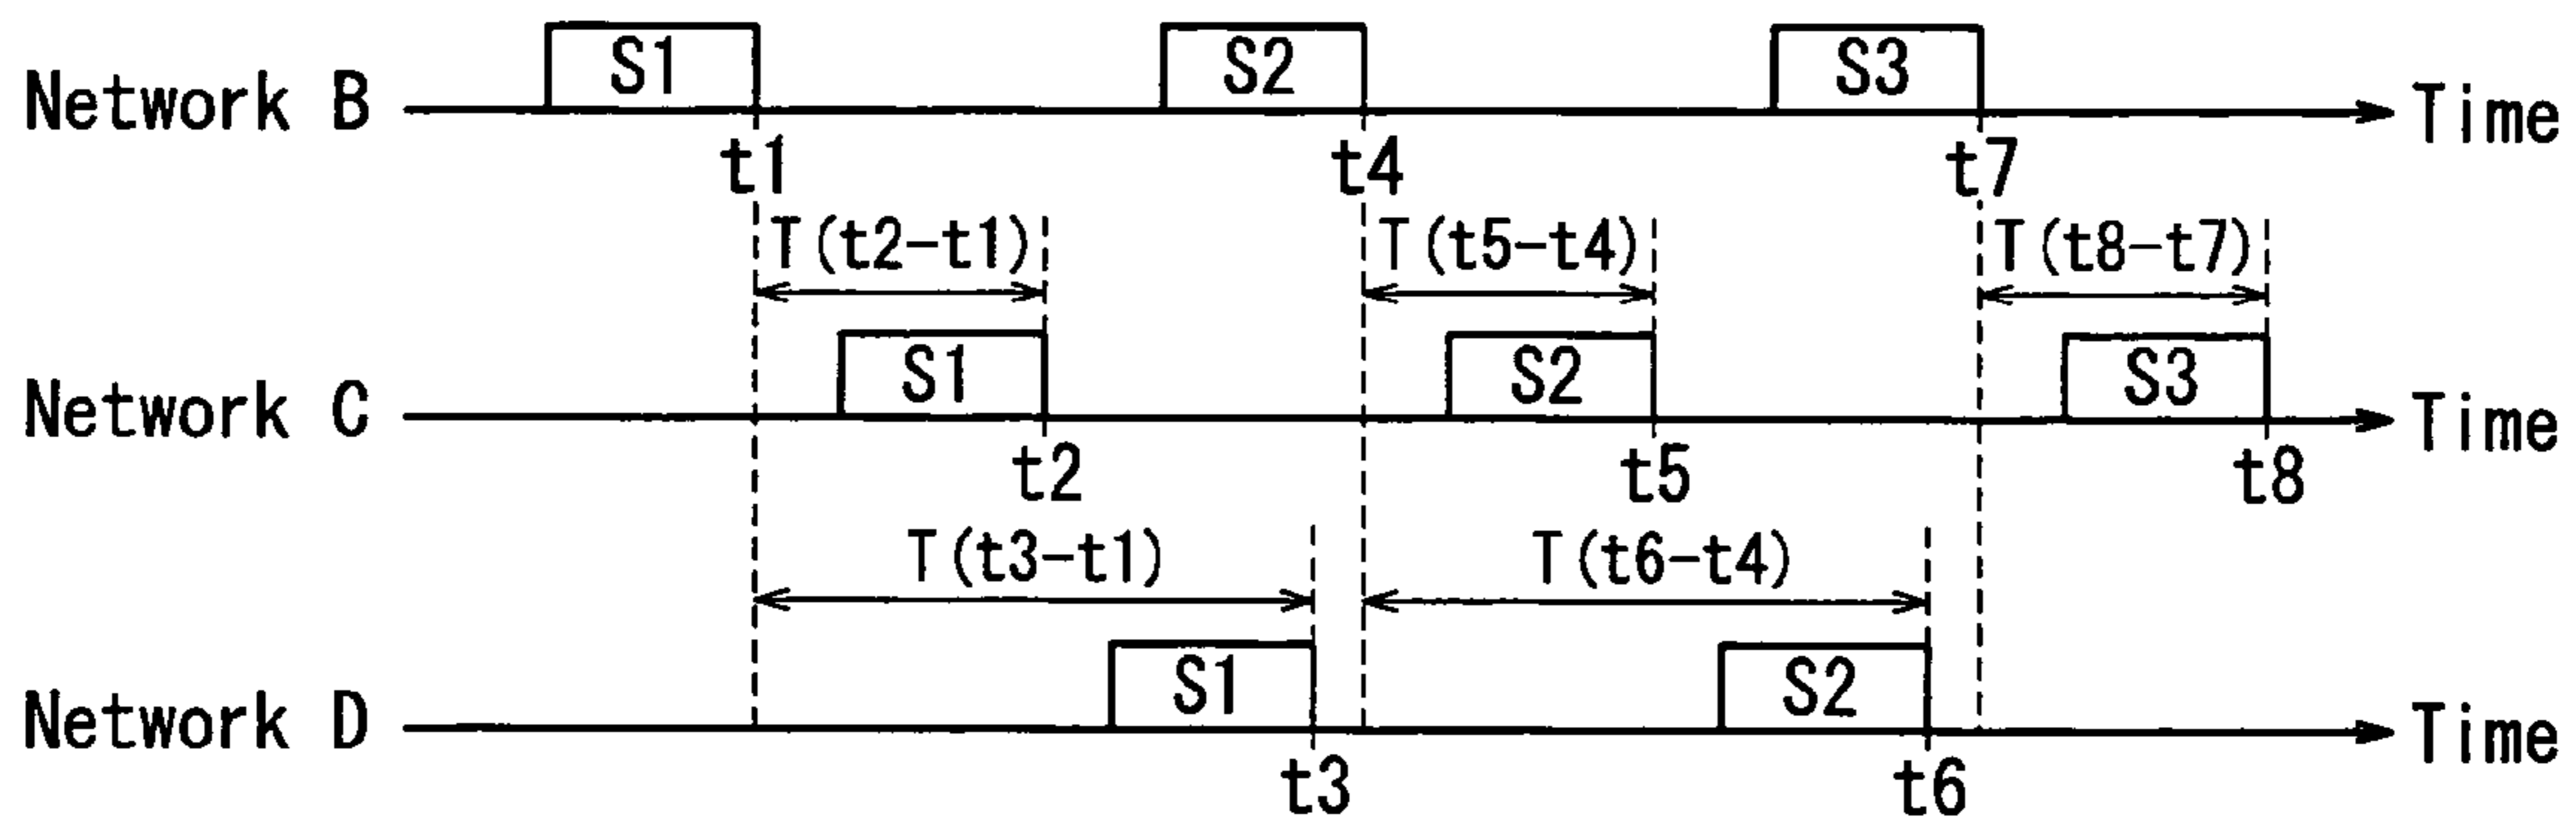 Network B S1 S2 S3 Time
t1 t4 t7
T(t2-t1) T(t5-t4) T(t8-t7)
Network C S1 S2 S3 Time
t2 t5 t8
T(t3-t1) T(t6-t4)
Network D S1 S2 Time
t3 t6